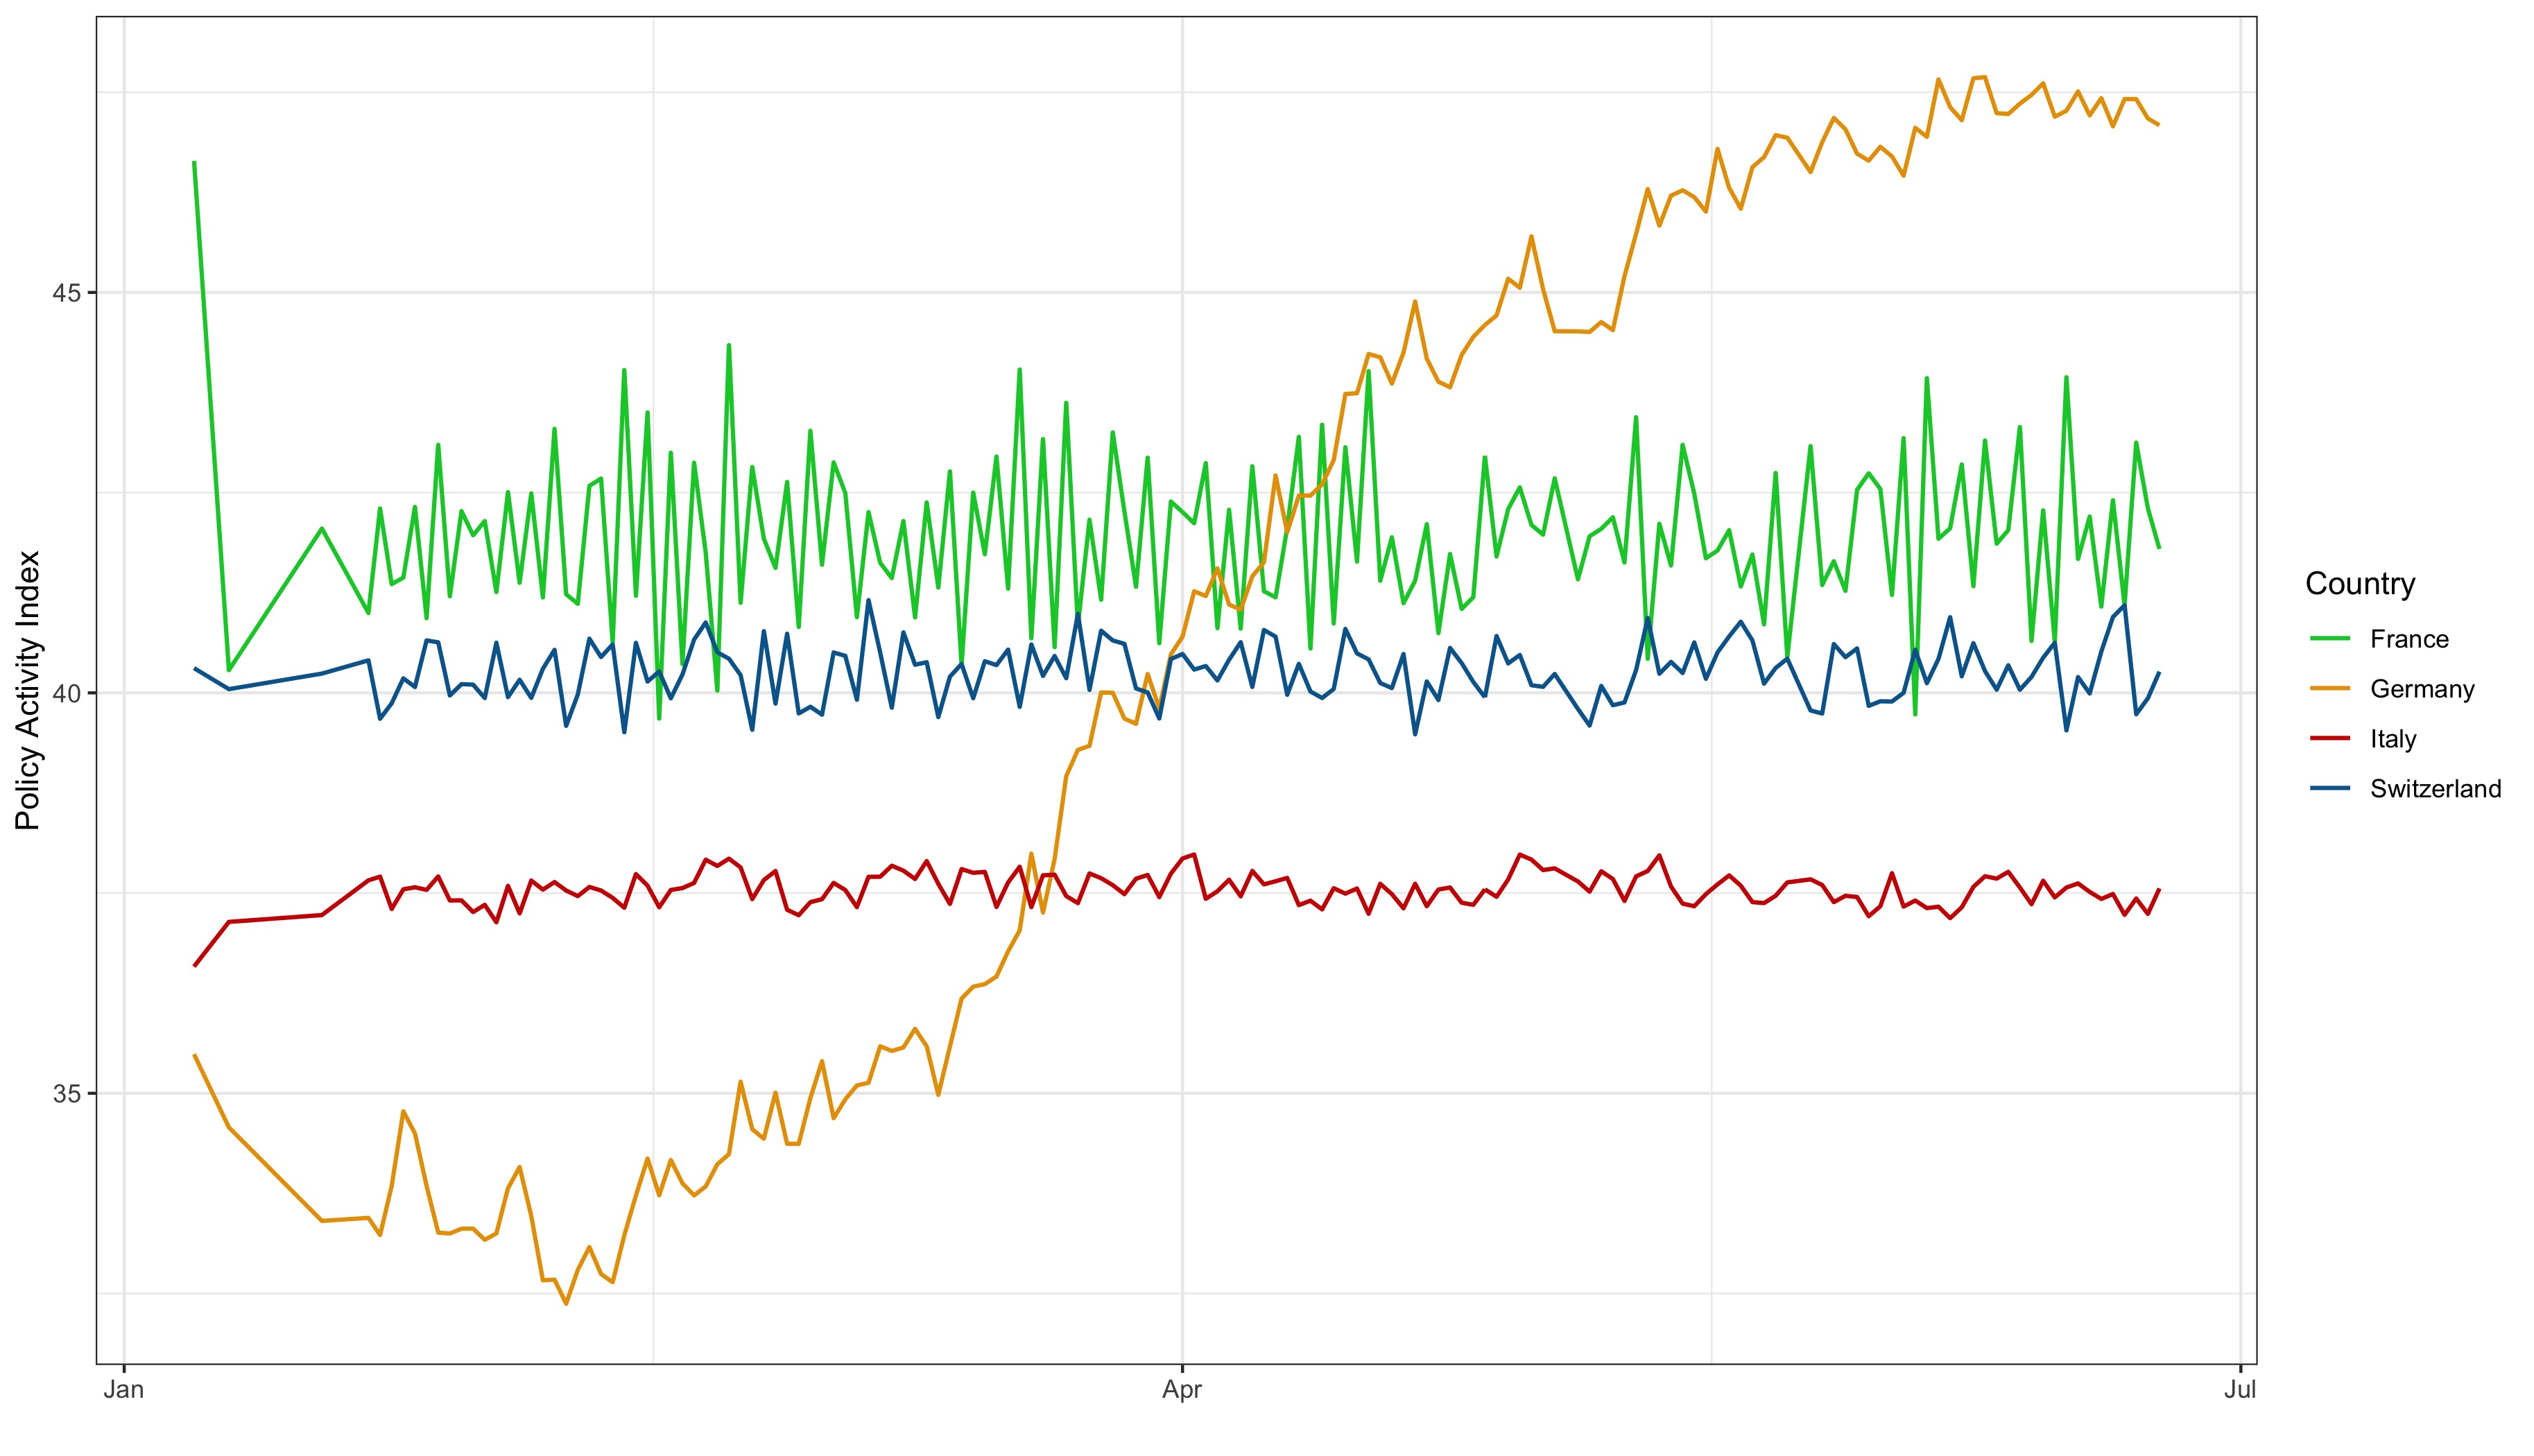 Policy Activity Index
45
40
35
Jan
Apr
Jul
Country
France
Germany
Italy
Switzerland